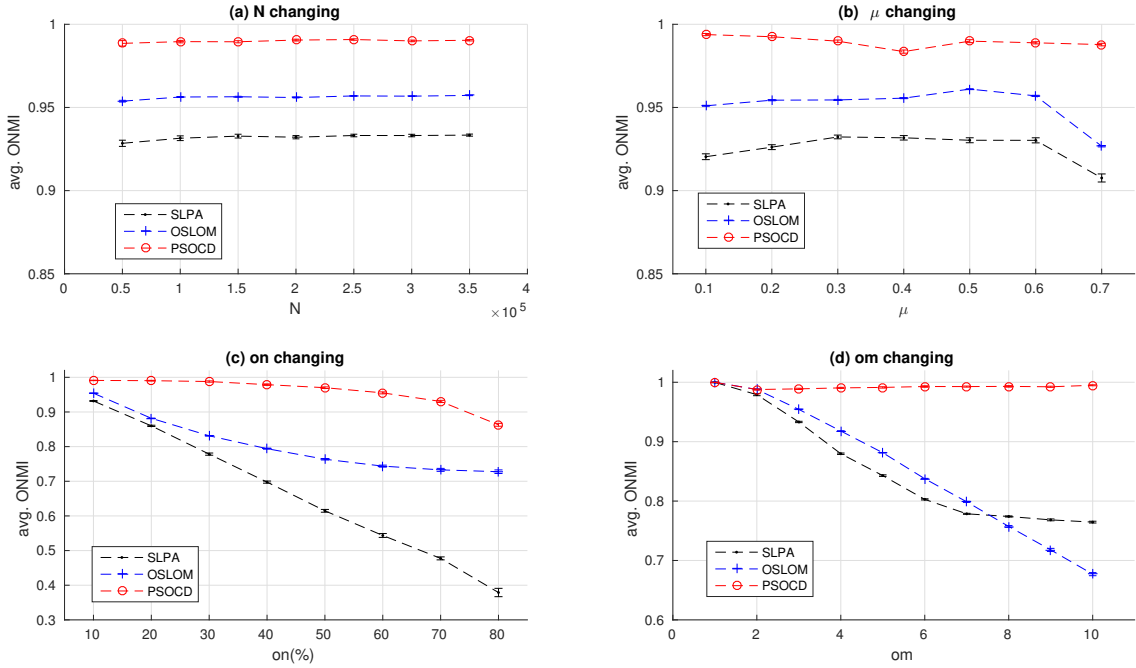 (a) N changing
1
0.95
0.9
0.85
avg. ONMI
SLPA
OSLOM
PSOCD
0 0.5 1 1.5 2 2.5 3 3.5 4
N
×10^5
(b) μ changing
1
0.95
0.9
0.85
avg. ONMI
SLPA
OSLOM
PSOCD
0.1 0.2 0.3 0.4 0.5 0.6 0.7
μ
(c) on changing
1
0.9
0.8
0.7
0.6
0.5
0.4
0.3
avg. ONMI
SLPA
OSLOM
PSOCD
10 20 30 40 50 60 70 80
on(%)
(d) om changing
1
0.9
0.8
0.7
0.6
avg. ONMI
SLPA
OSLOM
PSOCD
0 2 4 6 8 10
om